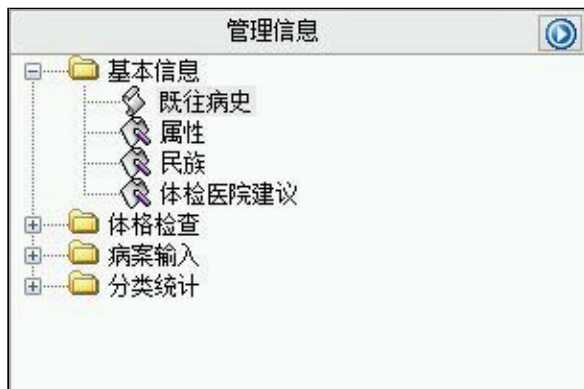 管理信息
基本信息
既往病史
属性
民族
体检医院建议
体格检查
病案输入
分类统计